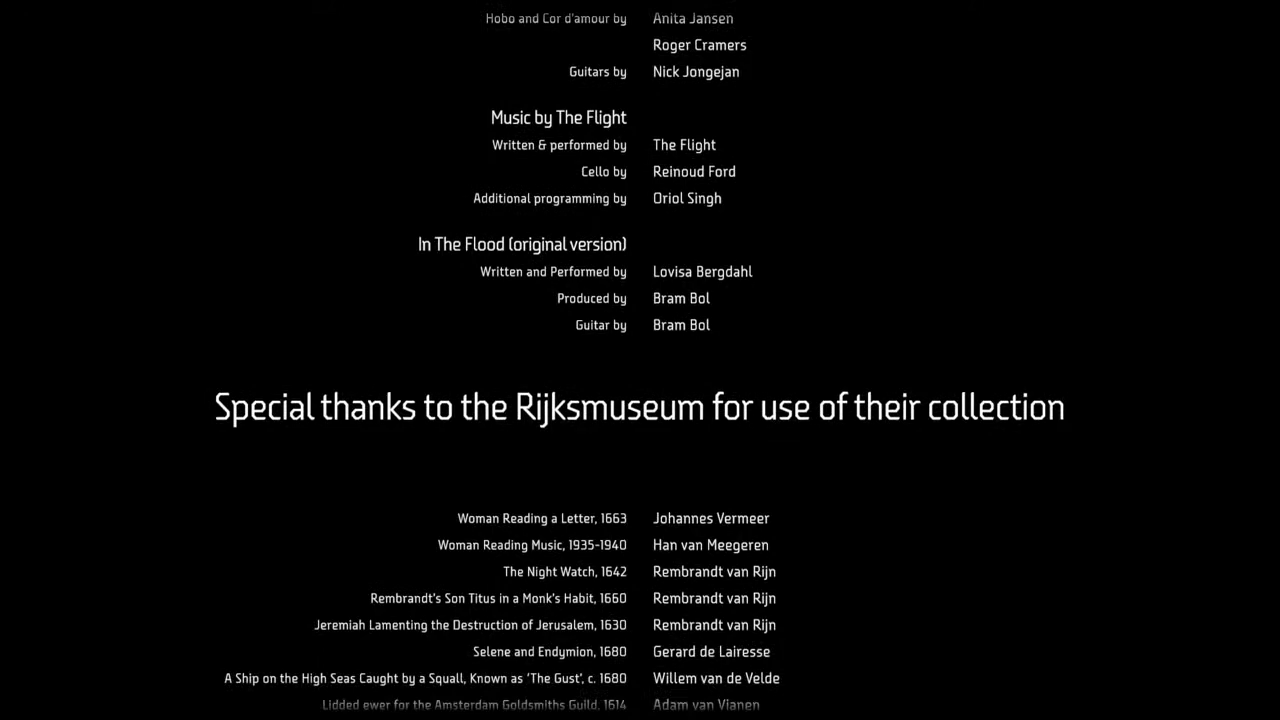 Hobo and Cor d'amour by Anita Jansen
Roger Cramers
Guitars by Nick Jongejan
Music by The Flight
Written & performed by The Flight
Cello by Reinoud Ford
Additional programming by Oriol Singh
In The Flood (original version)
Written and Performed by Lovisa Bergdahl
Produced by Bram Bol
Guitar by Bram Bol
Special thanks to the Rijksmuseum for use of their collection
Woman Reading a Letter, 1663 Johannes Vermeer
Woman Reading Music, 1935-1940 Han van Meegeren
The Night Watch, 1642 Rembrandt van Rijn
Rembrandt's Son Titus in a Monk's Habit, 1660 Rembrandt van Rijn
Jeremiah Lamenting the Destruction of Jerusalem, 1630 Rembrandt van Rijn
Selene and Endymion, 1680 Gerard de Lairesse
A Ship on the High Seas Caught by a Squall, Known as ‘The Gust’, c. 1680 Willem van de Velde
Lidded ewer for the Amsterdam Goldsmiths Guild, 1614 Adam van Vianen